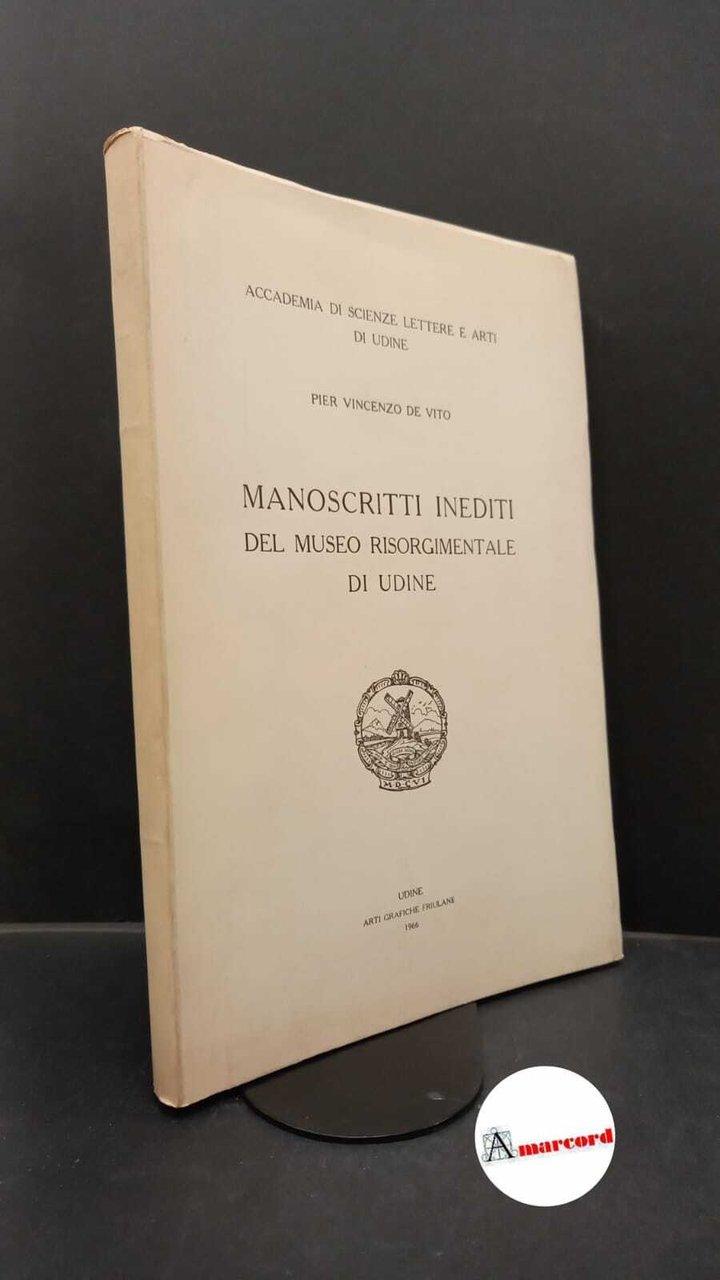 ACCADEMIA DI SCIENZE LETTERE E ARTI
DI UDINE
PIER VINCENZO DE VITO
MANOSCRITTI INEDITI
DEL MUSEO RISORGIMENTALE
DI UDINE
MDCVI
UDINE
ARTI GRAFICHE FRIULANE
1966
Amarcord